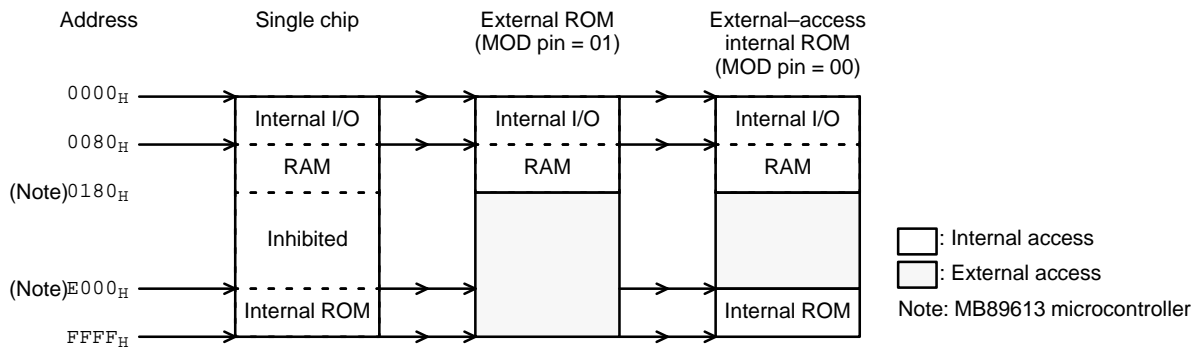 Address
Single chip
External ROM
(MOD pin = 01)
External–access
internal ROM
(MOD pin = 00)
0000H
Internal I/O
Internal I/O
Internal I/O
0080H
RAM
RAM
RAM
(Note)0180H
Inhibited
: Internal access
: External access
(Note)E000H
Note: MB89613 microcontroller
Internal ROM
Internal ROM
FFFFH